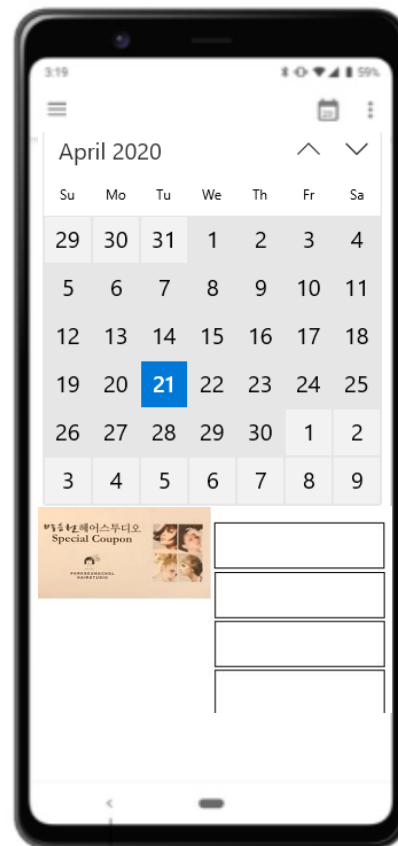 3:19
59%
April 2020
Su Mo Tu We Th Fr Sa
29 30 31 1 2 3 4
5 6 7 8 9 10 11
12 13 14 15 16 17 18
19 20 21 22 23 24 25
26 27 28 29 30 1 2
3 4 5 6 7 8 9
헤어스투디오
Special Coupon
HAIRSTUDIO